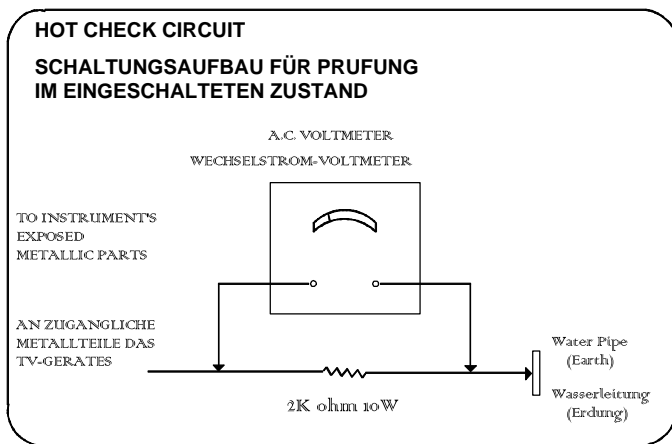 HOT CHECK CIRCUIT
SCHALTUNGSAUFBAU FÜR PRUFUNG
IM EINGESCHALTETEN ZUSTAND
A.C. VOLTMETER
WECHSELSTROM-VOLTMETER
TO INSTRUMENT'S
EXPOSED
METALLIC PARTS
AN ZUGANGLICHE
METALLTEILE DAS
TV-GERATES
Water Pipe
(Earth)
Wasserleitung
(Erdung)
2K ohm 10W